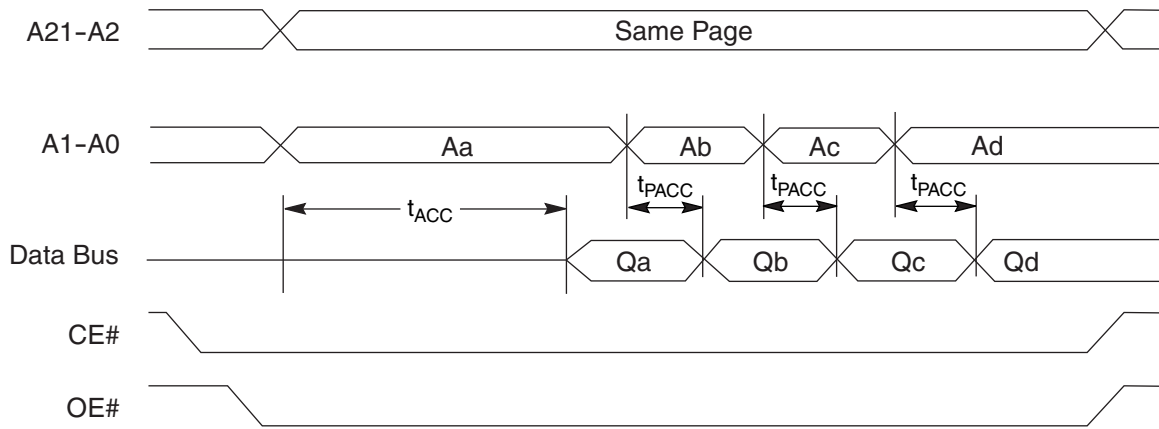 A21-A2 Same Page
A1-A0 Aa Ab Ac Ad
tACC tPACC tPACC tPACC
Data Bus Qa Qb Qc Qd
CE#
OE#